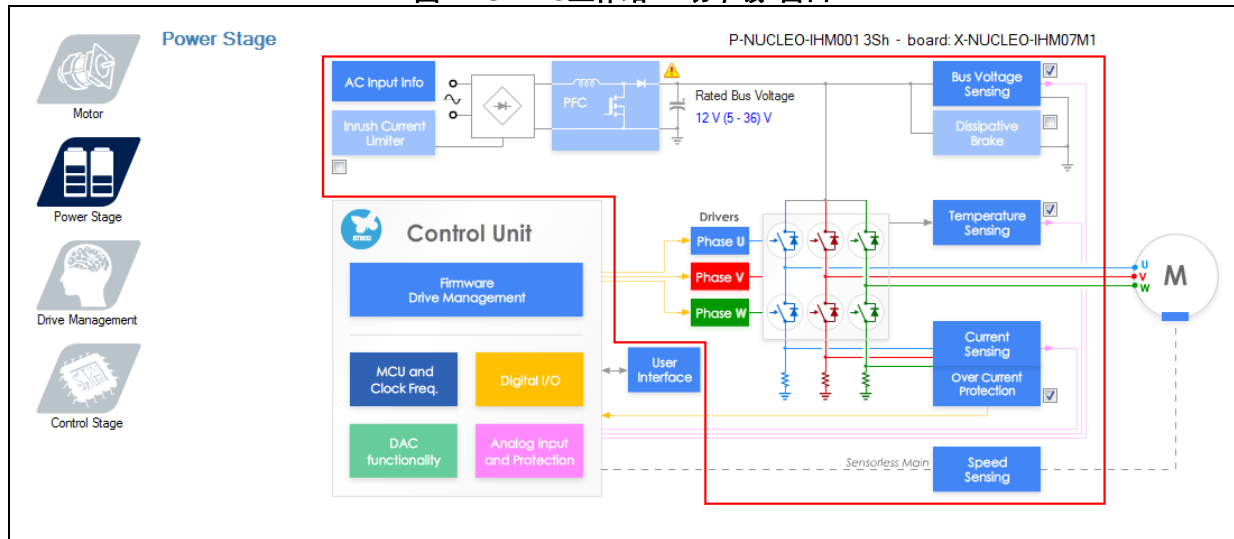 Power Stage
P-NUCLEO-IHM001 3Sh - board: X-NUCLEO-IHM07M1
Motor
Power Stage
Drive Management
Control Stage
AC Input Info
Inrush Current
Limiter
PFC
Rated Bus Voltage
12 V (5 - 36) V
Bus Voltage
Sensing
Dissipative
Brake
STM32
Control Unit
Firmware
Drive Management
MCU and
Clock Freq.
Digital I/O
DAC
functionality
Analog Input
and Protection
User
Interface
Drivers
Phase U
Phase V
Phase W
Temperature
Sensing
U
V
W
M
Current
Sensing
Over Current
Protection
Sensorless Main
Speed
Sensing